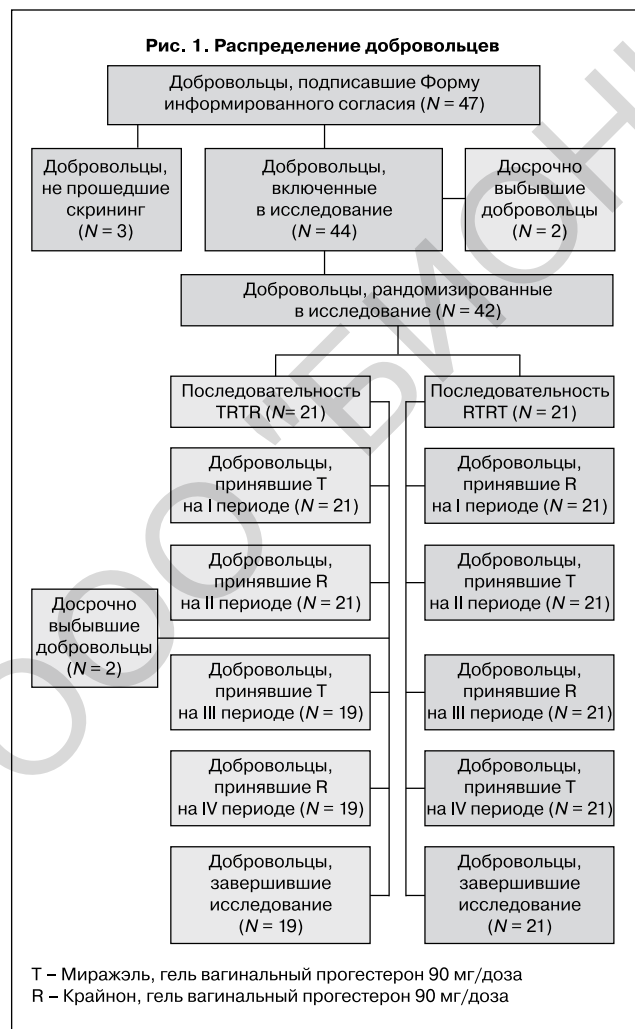 Рис. 1. Распределение добровольцев
Добровольцы, подписавшие Форму
информированного согласия (N = 47)
Добровольцы,
не прошедшие
скрининг
(N = 3)
Добровольцы,
включенные
в исследование
(N = 44)
Досрочно
выбывшие
добровольцы
(N = 2)
Добровольцы, рандомизированные
в исследование (N = 42)
Последовательность
TRTR (N= 21)
Последовательность
RTRT (N = 21)
Добровольцы,
принявшие T
на I периоде (N = 21)
Добровольцы,
принявшие R
на I периоде (N = 21)
Добровольцы,
принявшие R
на II периоде (N = 21)
Добровольцы,
принявшие T
на II периоде (N = 21)
Досрочно
выбывшие
добровольцы
(N = 2)
Добровольцы,
принявшие T
на III периоде (N = 19)
Добровольцы,
принявшие R
на III периоде (N = 21)
Добровольцы,
принявшие R
на IV периоде (N = 19)
Добровольцы,
принявшие T
на IV периоде (N = 21)
Добровольцы,
завершившие
исследование
(N = 19)
Добровольцы,
завершившие
исследование
(N = 21)
T – Миражэль, гель вагинальный прогестерон 90 мг/доза
R – Крайнон, гель вагинальный прогестерон 90 мг/доза
ООО "БИОН